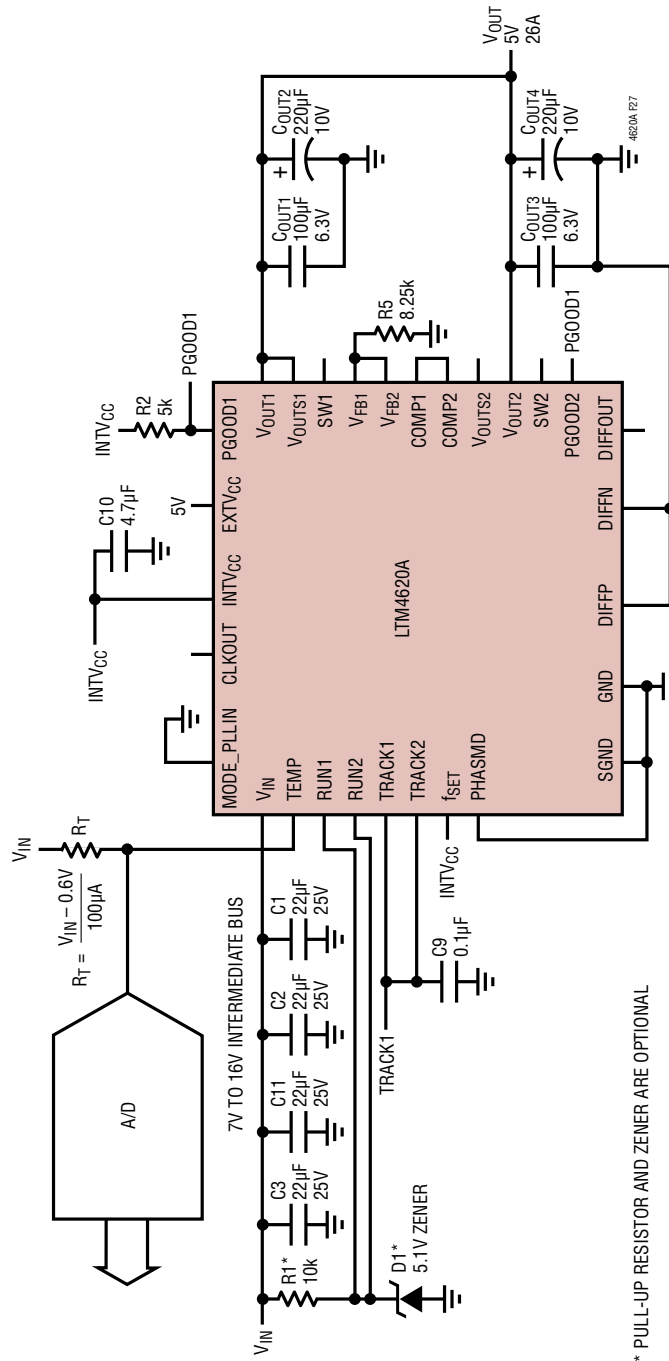 V_IN
R_T
R_T = V_IN – 0.6V
100µA
A/D
7V TO 16V INTERMEDIATE BUS
V_IN
R1*
10k
C3
22µF
25V
C11
22µF
25V
C2
22µF
25V
C1
22µF
25V
D1*
5.1V ZENER
TRACK1
C9
0.1µF
INTV_CC
INTV_CC
C10
4.7µF
5V
INTV_CC
R2
5k
PGOOD1
MODE_PLLIN
CLKOUT
INTV_CC
EXTV_CC
PGOOD1
V_IN
TEMP
RUN1
RUN2
TRACK1
TRACK2
f_SET
PHASMD
LTM4620A
V_OUT1
V_OUTS1
SW1
V_FB1
V_FB2
COMP1
COMP2
V_OUTS2
V_OUT2
SW2
PGOOD2
SGND
GND
DIFFP
DIFFN
DIFFOUT
R5
8.25k
PGOOD1
C_OUT1
100µF
6.3V
+
C_OUT2
220µF
10V
C_OUT3
100µF
6.3V
+
C_OUT4
220µF
10V
V_OUT
5V
26A
4620A F27
* PULL-UP RESISTOR AND ZENER ARE OPTIONAL